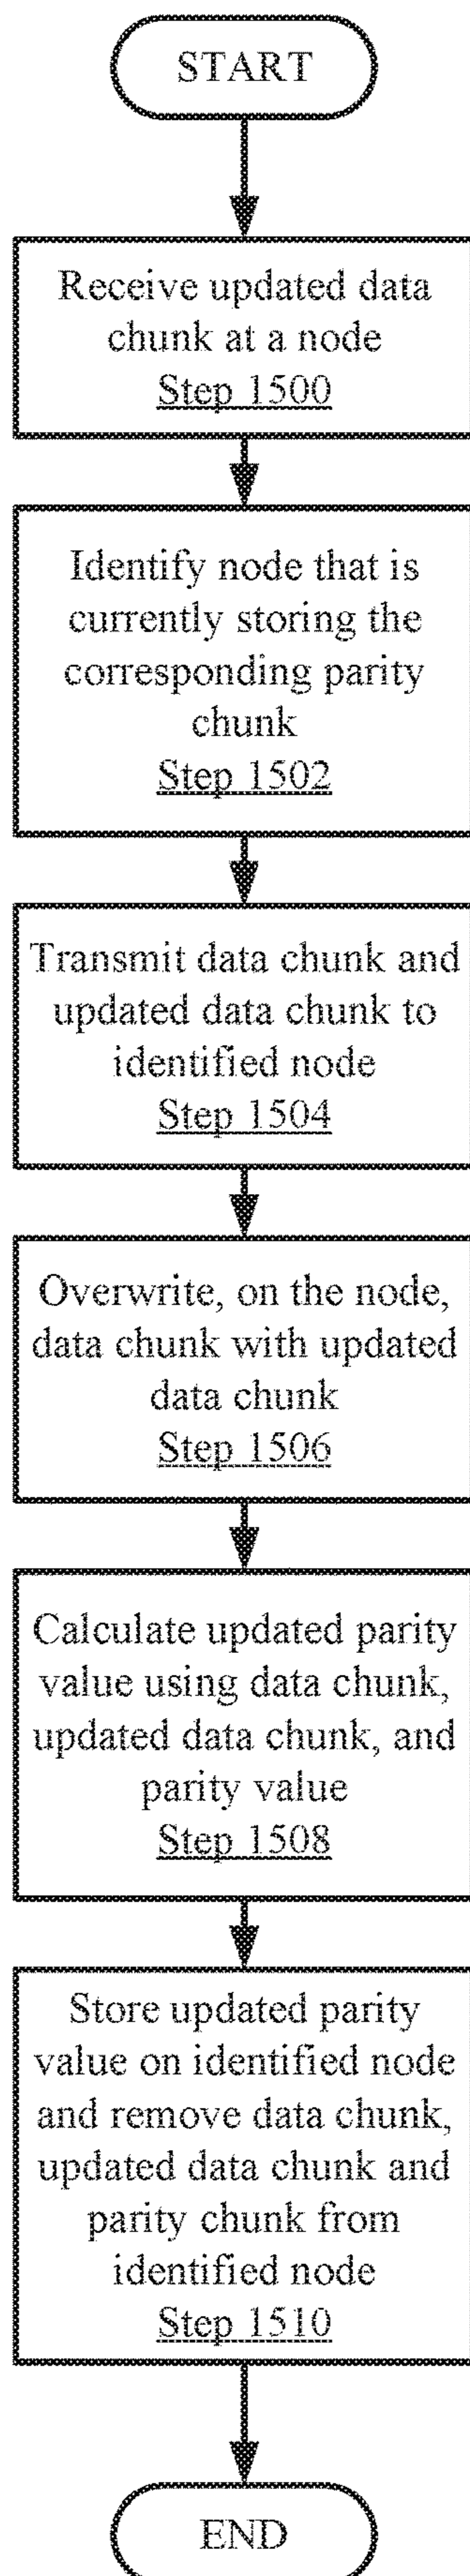 START
Receive updated data
chunk at a node
Step 1500
Identify node that is
currently storing the
corresponding parity
chunk
Step 1502
Transmit data chunk and
updated data chunk to
identified node
Step 1504
Overwrite, on the node,
data chunk with updated
data chunk
Step 1506
Calculate updated parity
value using data chunk,
updated data chunk, and
parity value
Step 1508
Store updated parity
value on identified node
and remove data chunk,
updated data chunk and
parity chunk from
identified node
Step 1510
END